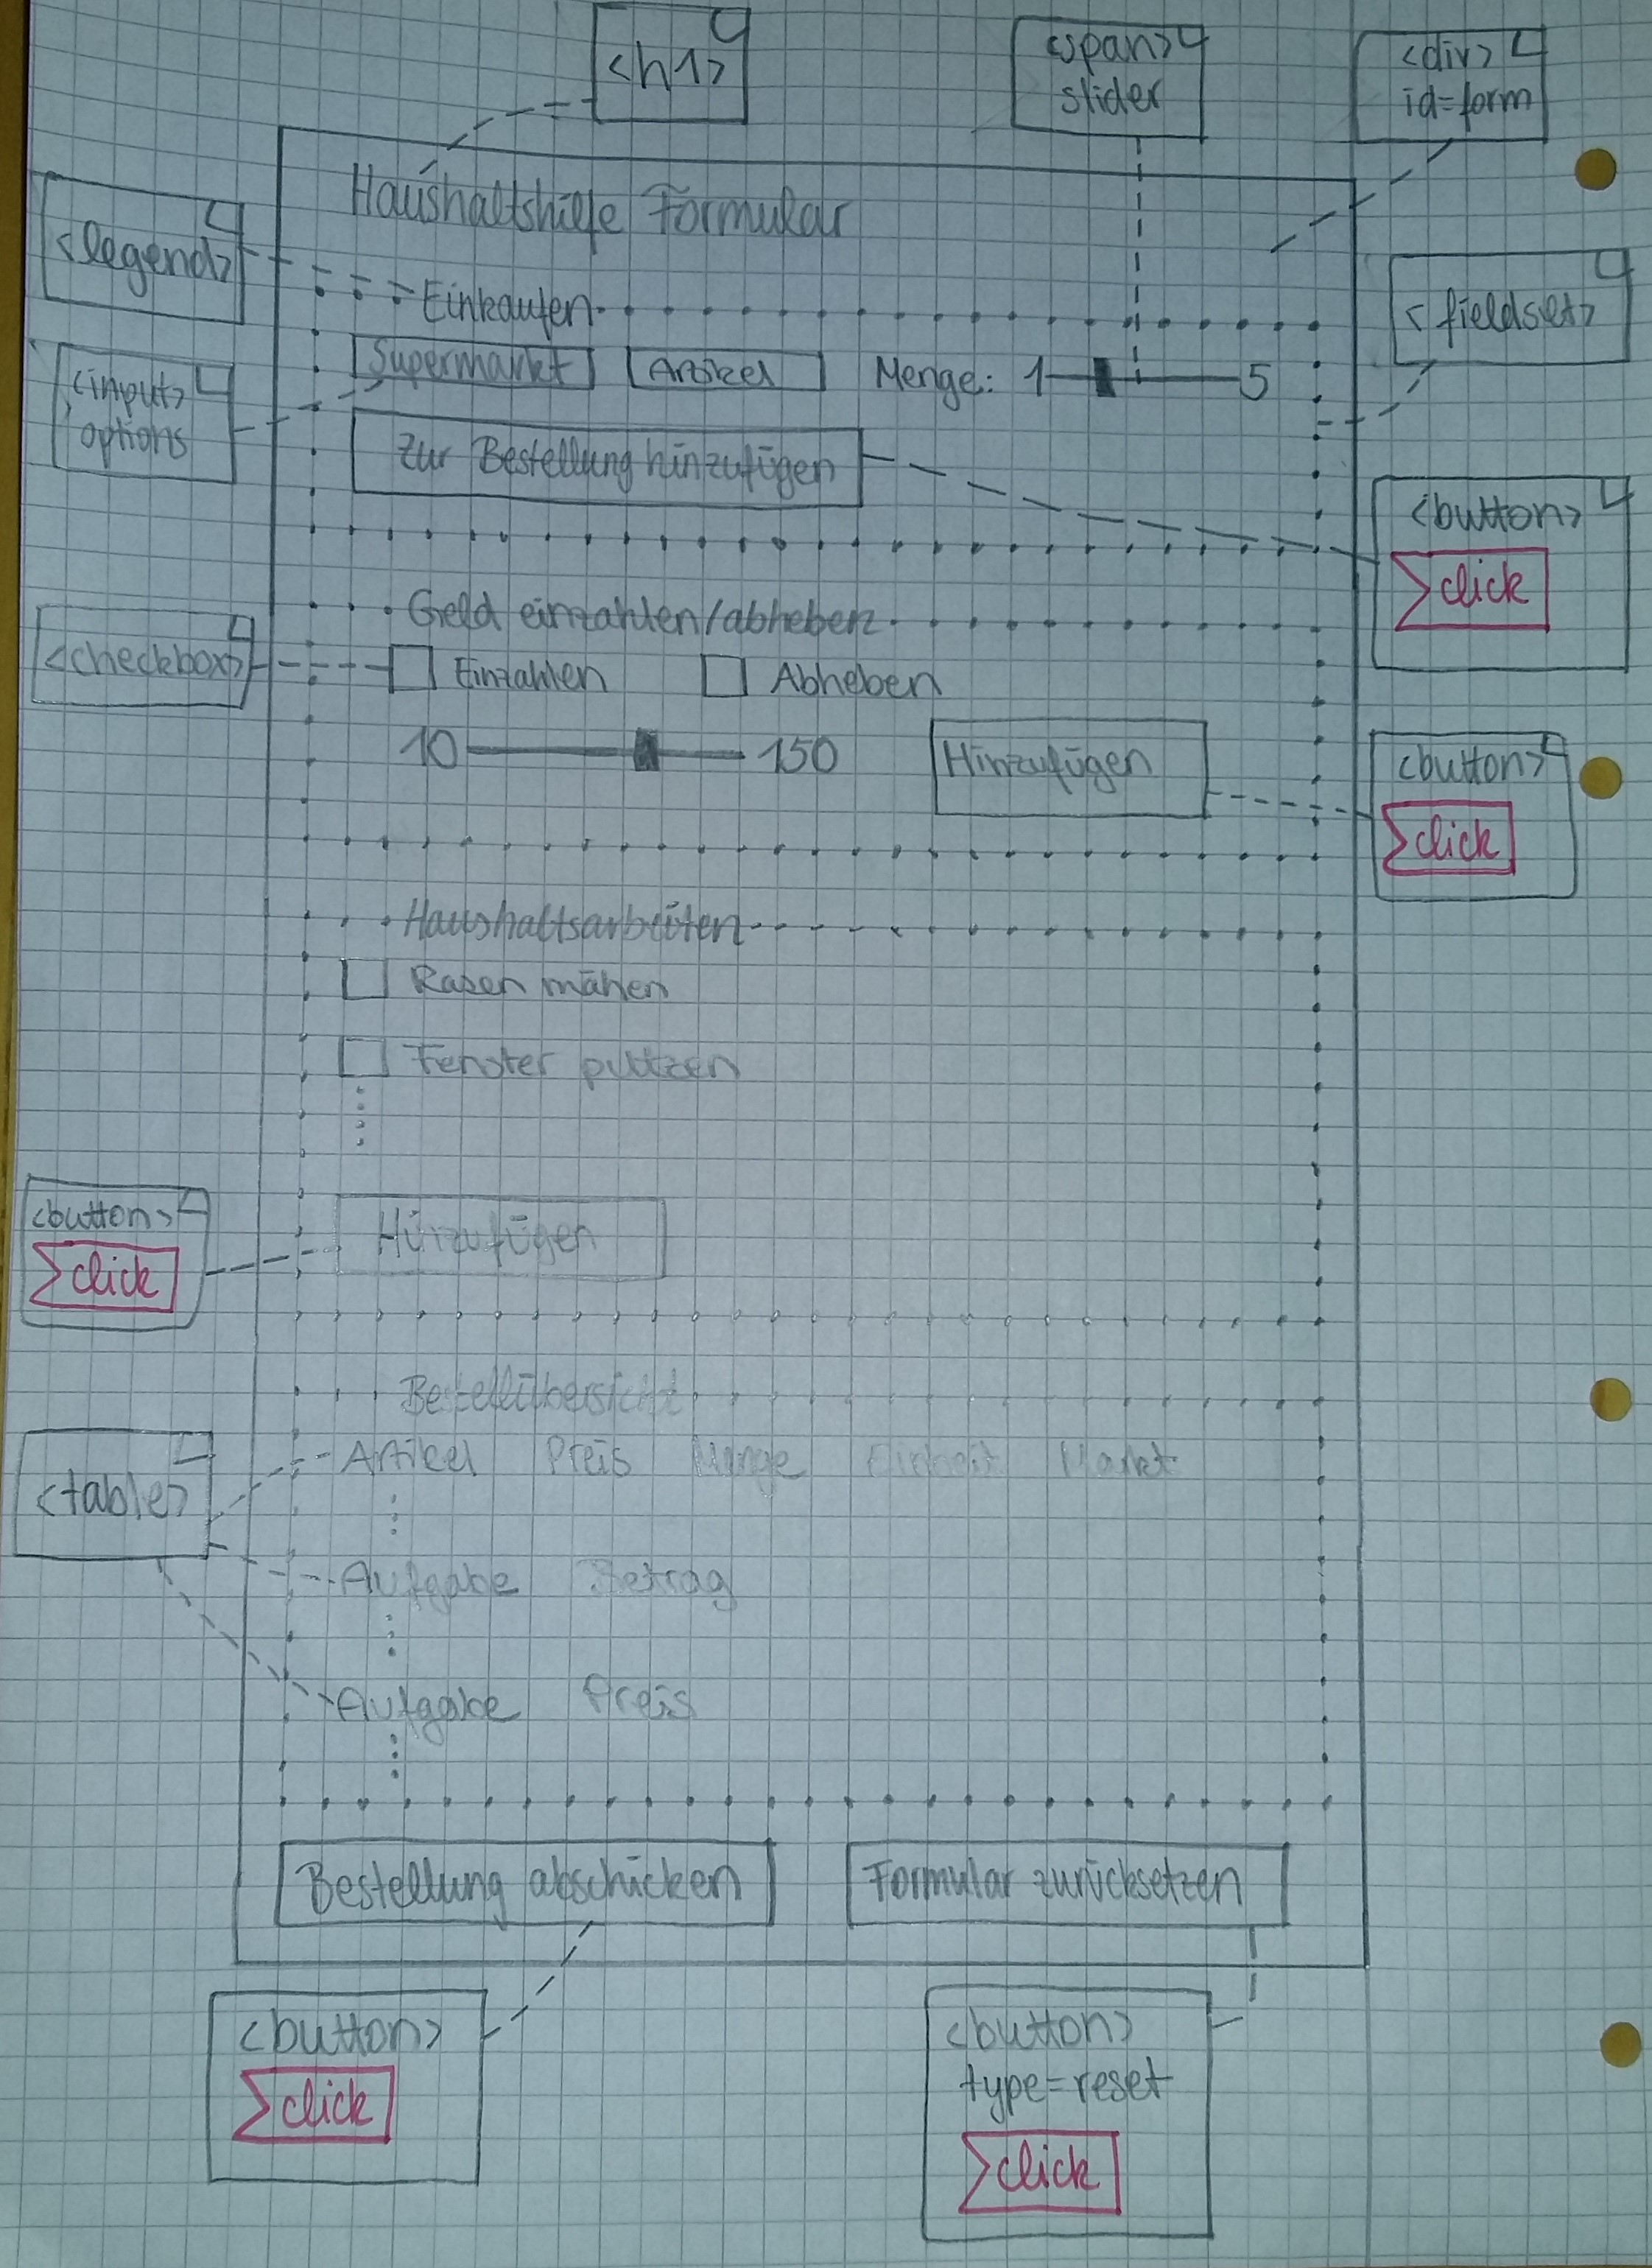 <h1>
<span>
slider
<div>
id=form
Haushaltshilfe Formular
<legend>
Einkaufen
<fieldset>
<input>
options
Supermarkt Artikel Menge: 1 5
Zur Bestellung hinzufügen
<button>
click
Geld einzahlen/abheben
<checkbox>
Einzahlen Abheben
10 150 Hinzufügen
<button>
click
Haushaltsarbeiten
Rasen mähen
Fenster puttzen
<button>
click
Hinzufügen
Bestellübersicht
Artikel Preis Menge Einheit Markt
<table>
Aufgabe Betrag
Aufgabe Preis
Bestellung abschicken Formular zurücksetzen
<button>
click
<button>
type=reset
click